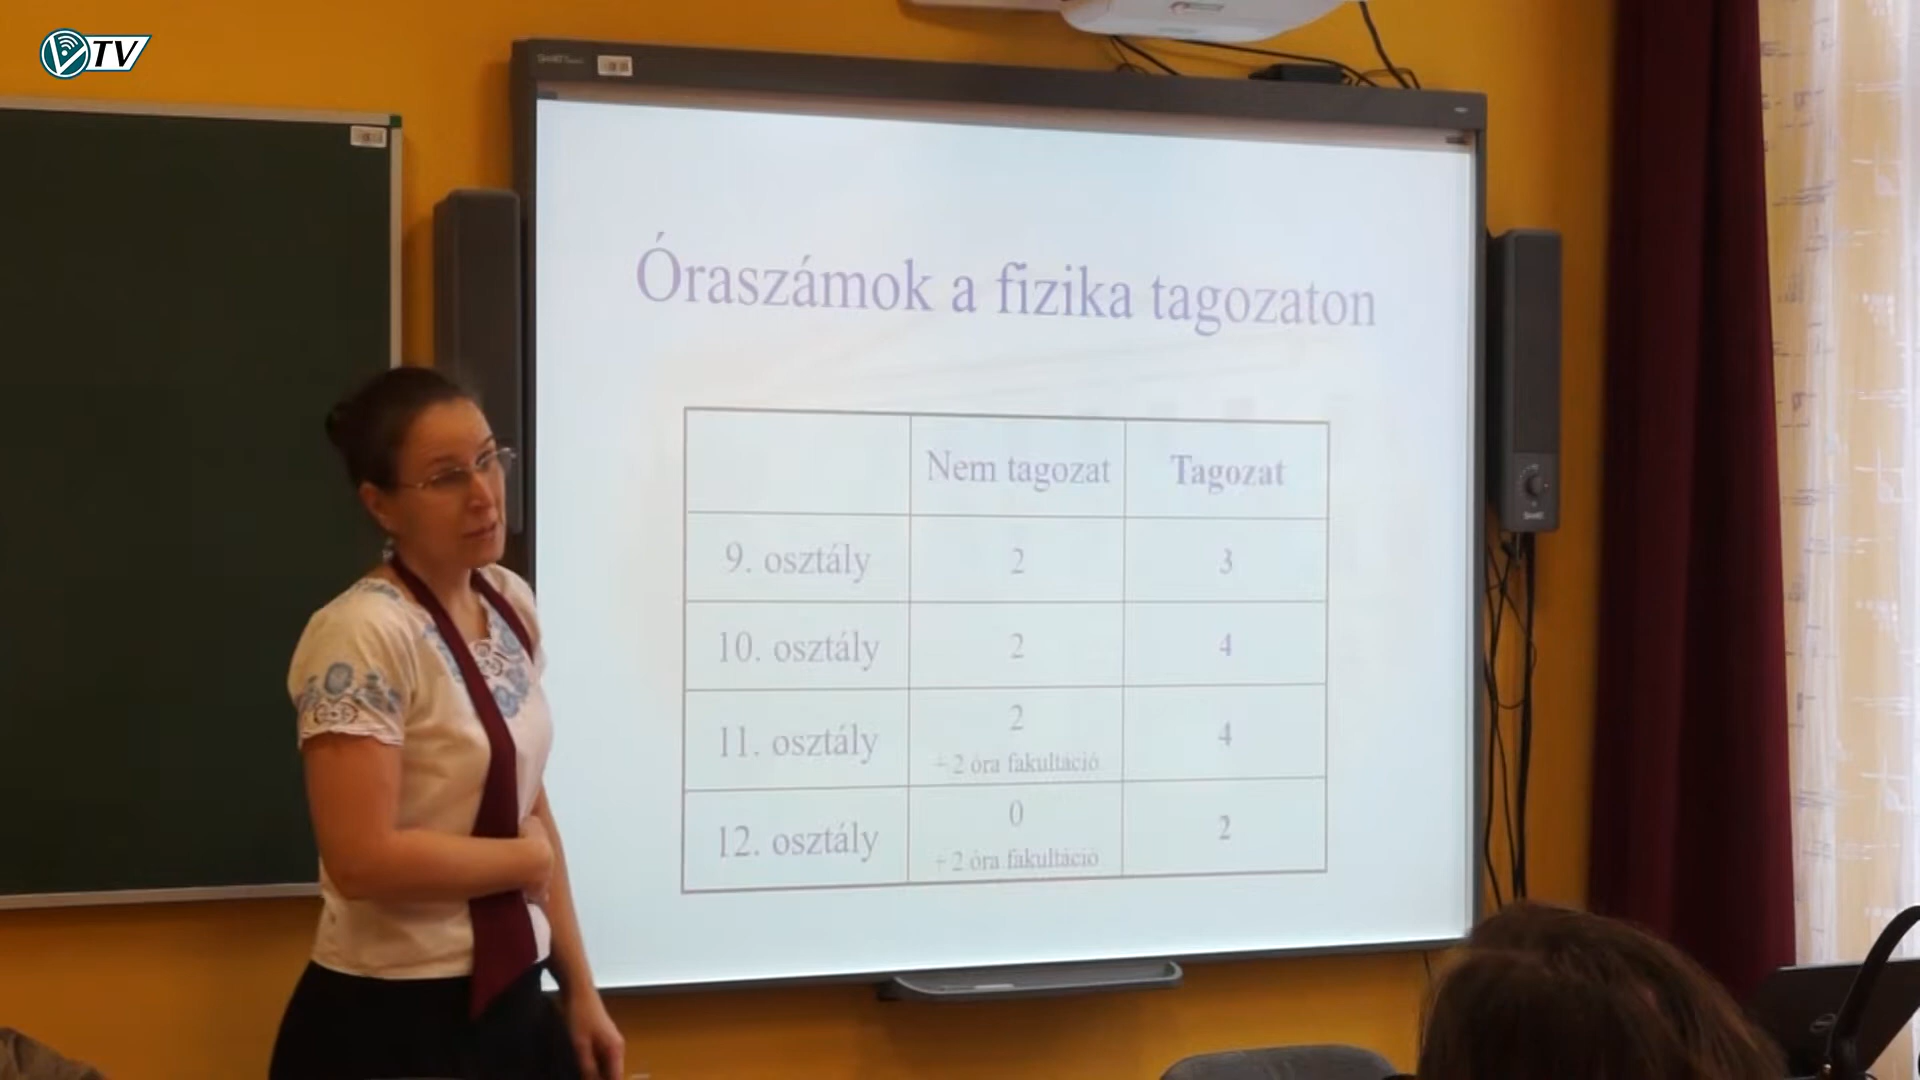 TV
SMART
Óraszámok a fizika tagozaton
Nem tagozat
Tagozat
9. osztály
2
3
10. osztály
2
4
11. osztály
2
+ 2 óra fakultáció
4
12. osztály
0
+ 2 óra fakultáció
2